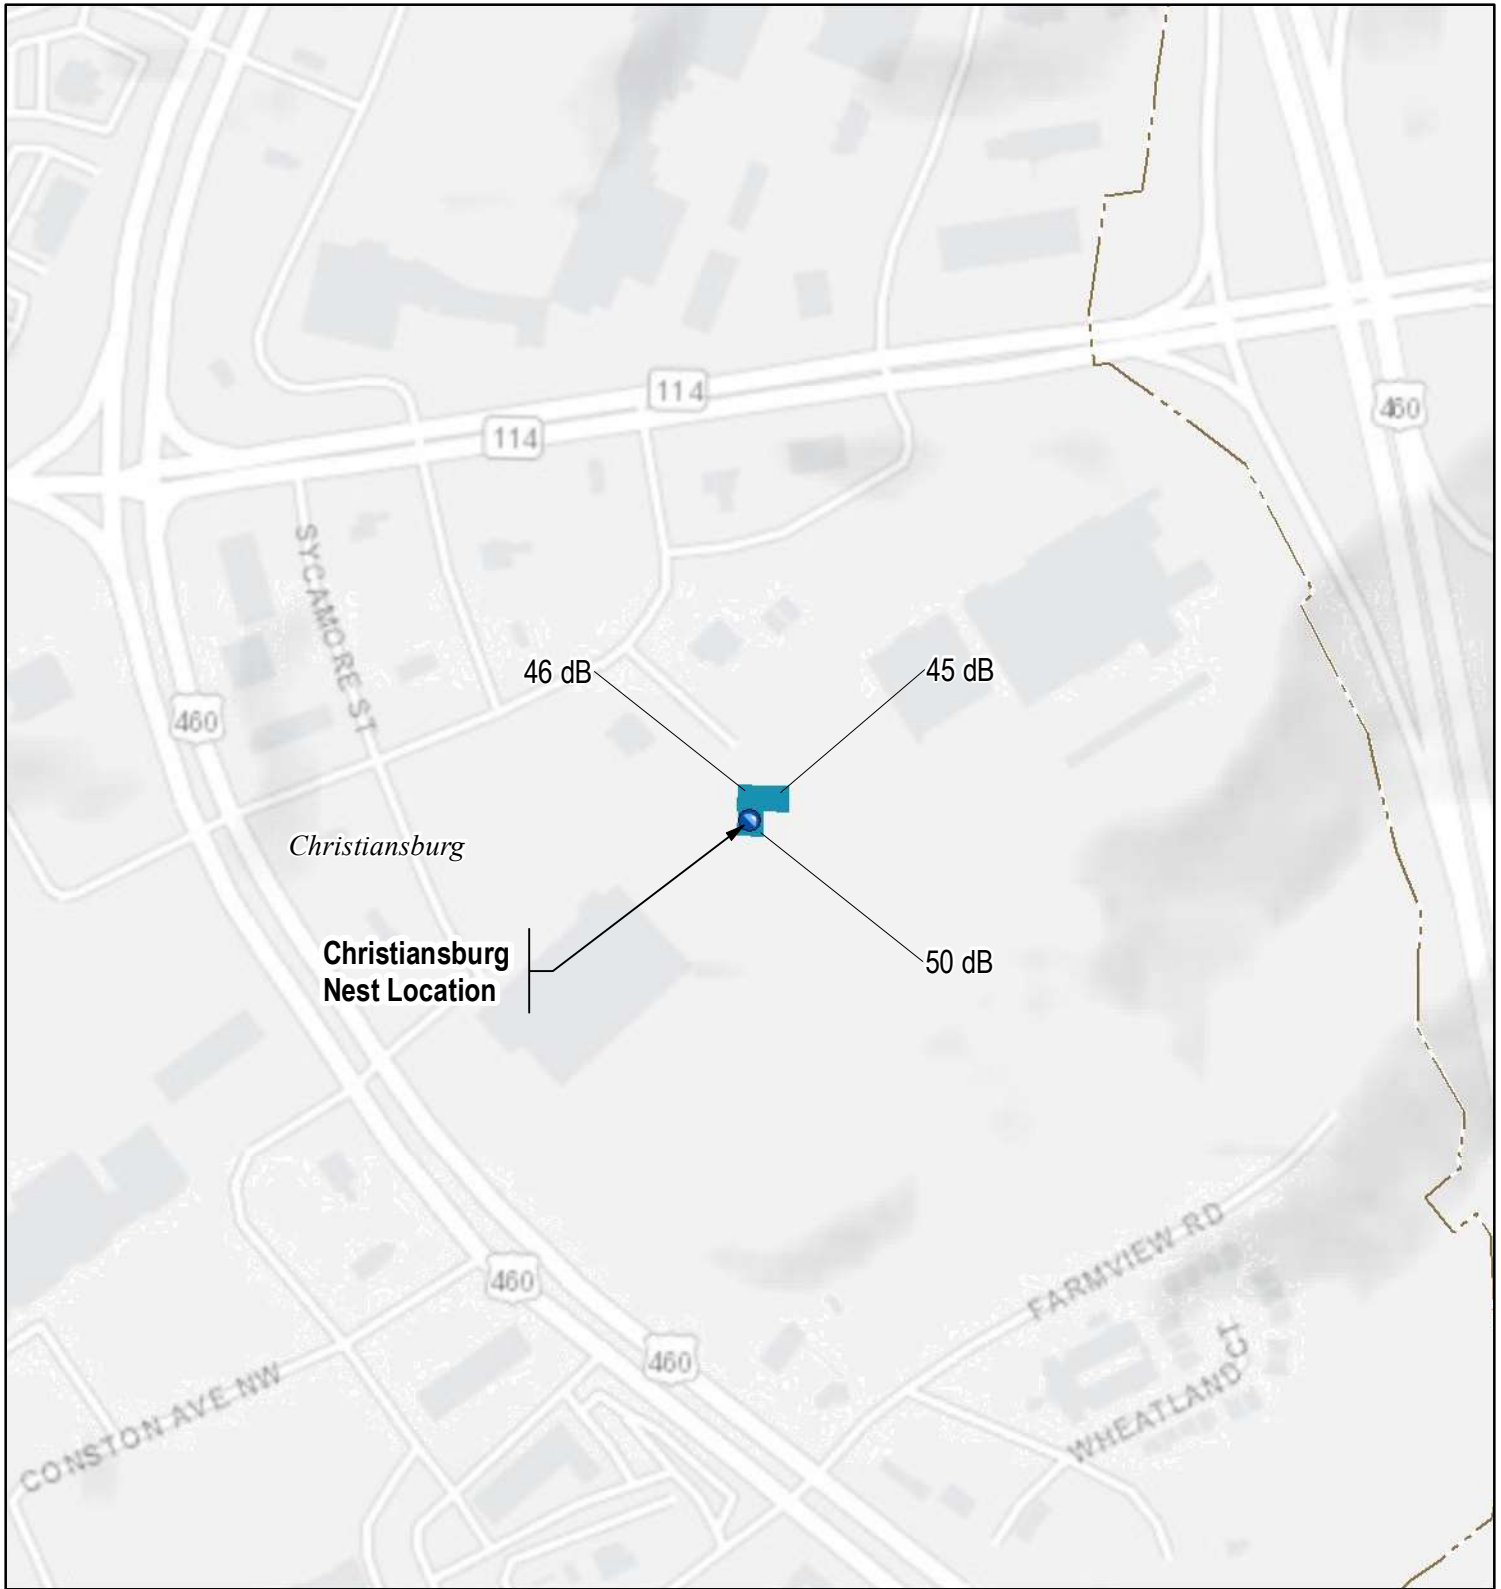 114
460
114
SYCAMORE ST
46 dB
45 dB
460
Christiansburg
Christiansburg
Nest Location
50 dB
FARMVIEW RD
460
460
WHEATLAND CT
CONSTON AVE NW